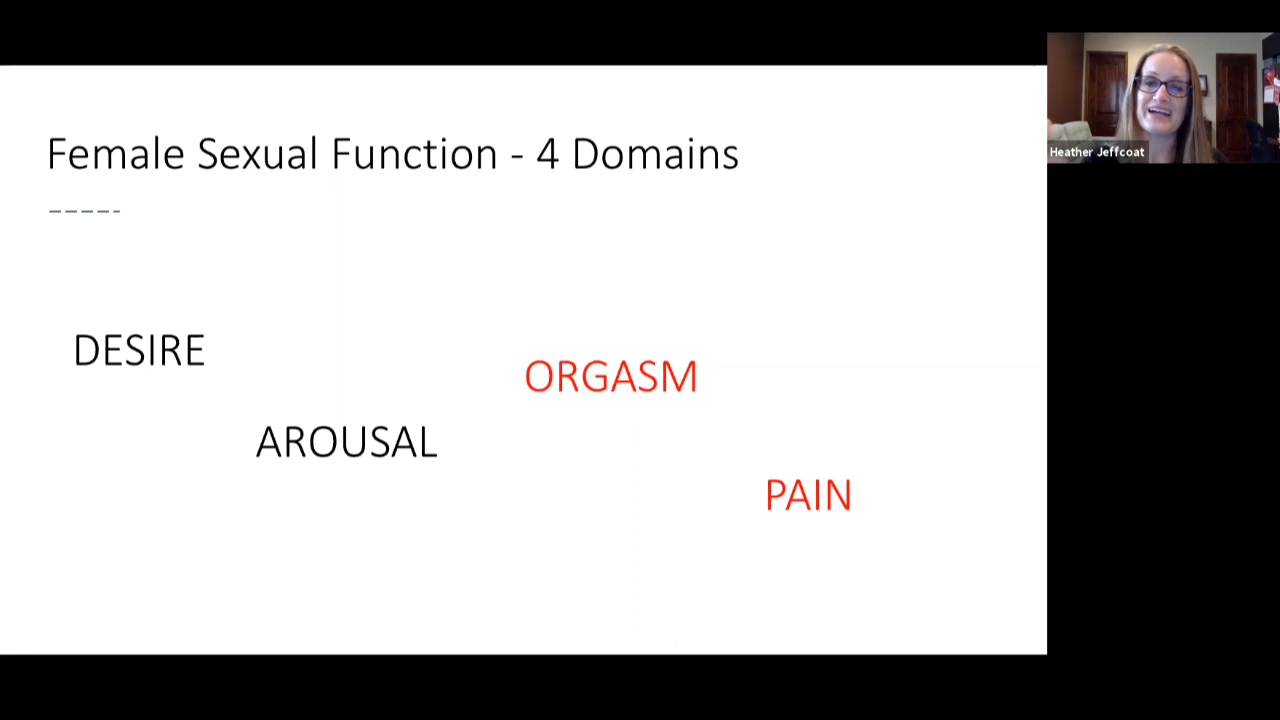 Female Sexual Function - 4 Domains
DESIRE
ORGASM
AROUSAL
PAIN
Heather Jeffcoat